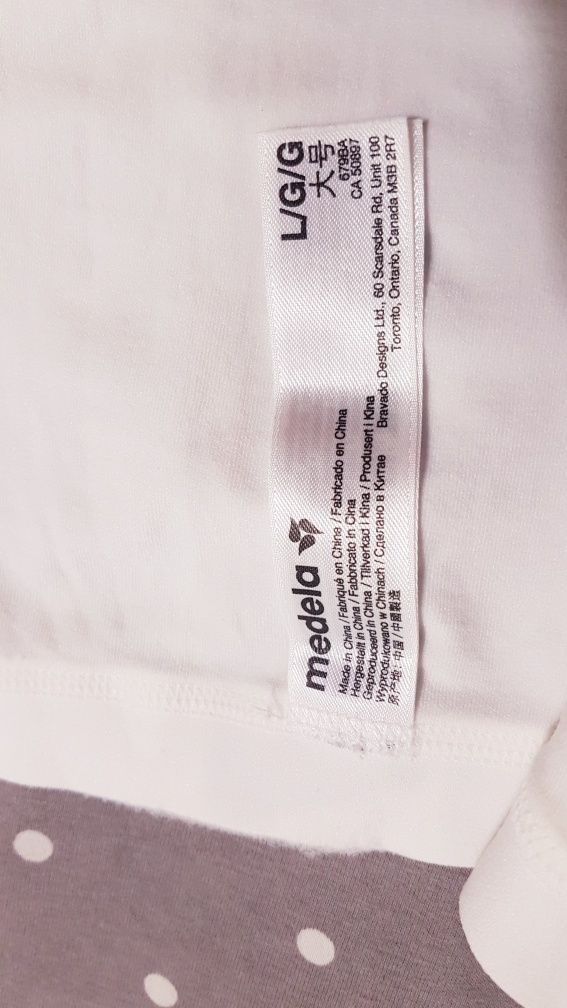 medela
Made in China / Fabriqué en Chine / Fabricado en China
Hergestellt in China / Fabbricato in Cina
Geproduceerd in China / Tillverkad i Kina / Produsert i Kina
Wyprodukowano w Chinach / Сделано в Китае
原产地: 中国 / 中國製造
L/G/G
大号
679BA
CA 50897
Bravado Designs Ltd., 60 Scarsdale Rd, Unit 100
Toronto, Ontario, Canada M3B 2R7